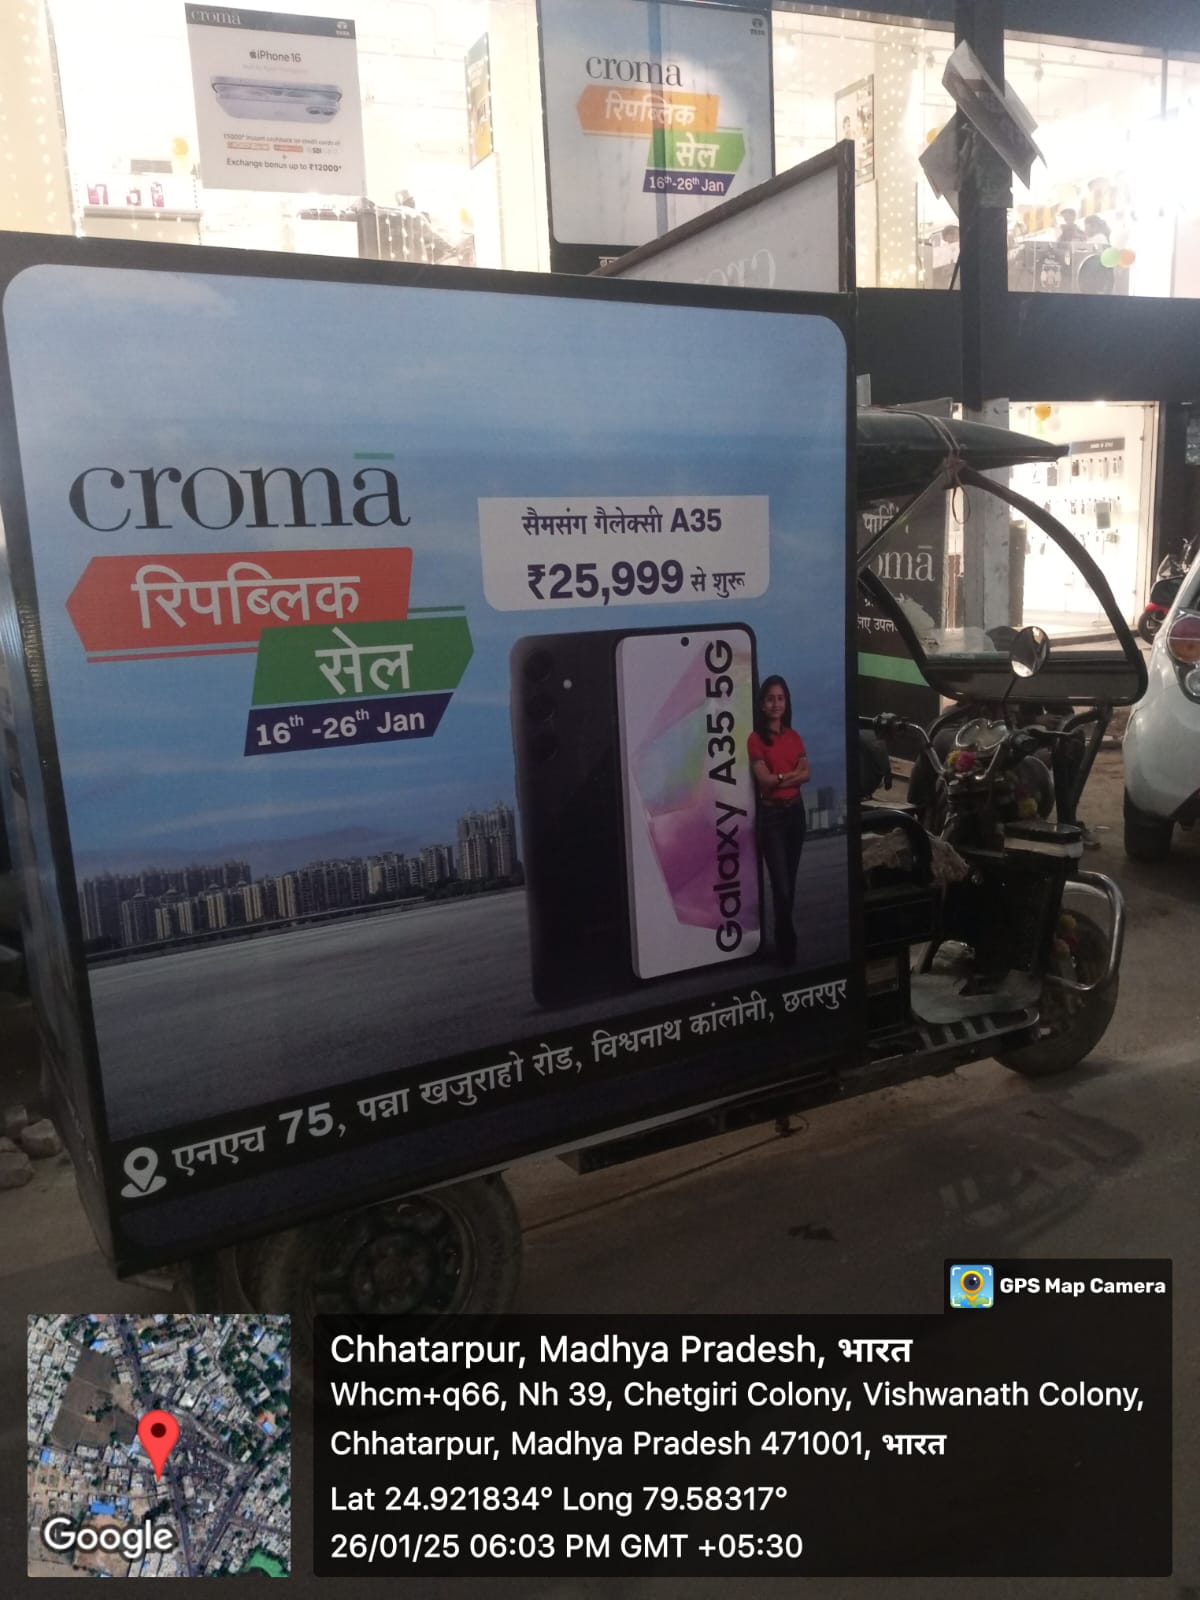 croma
TATA
iPhone 16
Exchange bonus up to ₹12000*
croma
TATA
रिपब्लिक
सेल
16th-26th Jan
croma
रिपब्लिक
सेल
16th -26th Jan
सैमसंग गैलेक्सी A35
₹25,999 से शुरू
Galaxy A35 5G
एनएच 75, पन्ना खजुराहो रोड, विश्वनाथ कांलोनी, छतरपुर
GPS Map Camera
Chhatarpur, Madhya Pradesh, भारत
Whcm+q66, Nh 39, Chetgiri Colony, Vishwanath Colony,
Chhatarpur, Madhya Pradesh 471001, भारत
Lat 24.921834° Long 79.58317°
26/01/25 06:03 PM GMT +05:30
Google